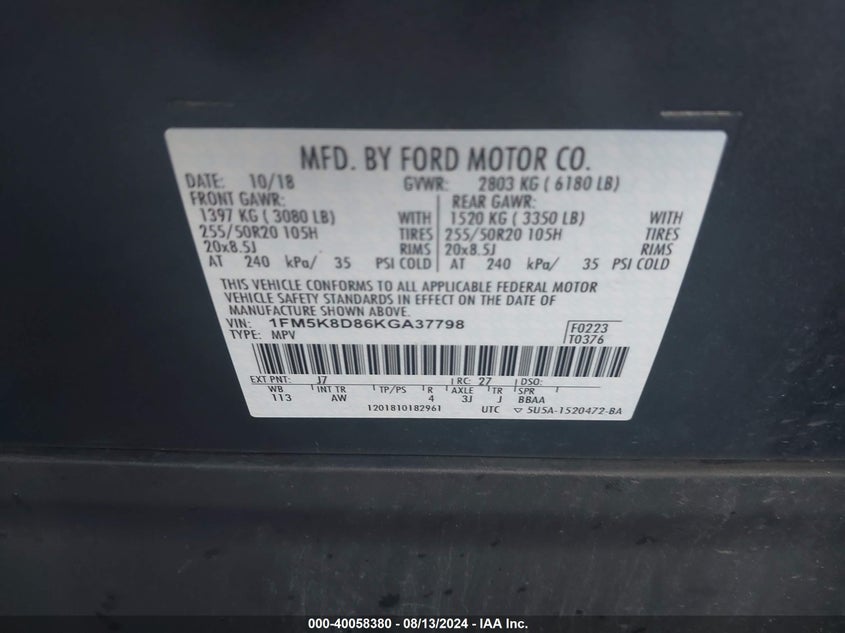 MFD. BY FORD MOTOR CO.
DATE: 10/18 GVWR: 2803 KG ( 6180 LB)
FRONT GAWR: REAR GAWR:
1397 KG ( 3080 LB) WITH 1520 KG ( 3350 LB) WITH
255/50R20 105H TIRES 255/50R20 105H TIRES
20x8.5J RIMS 20x8.5J RIMS
AT 240 kPa/ 35 PSI COLD AT 240 kPa/ 35 PSI COLD
THIS VEHICLE CONFORMS TO ALL APPLICABLE FEDERAL MOTOR
VEHICLE SAFETY STANDARDS IN EFFECT ON THE DATE OF
MANUFACTURE SHOWN ABOVE.
VIN: 1FM5K8D86KGA37798 F0223
TYPE: MPV T0376
EXT PNT: J7 RC: 27 DSO:
WB INT TR TP/PS R AXLE TR SPR
113 AW 4 3J J BBAA
1201810182961 UTC ▽ 5U5A-1520472-BA
000-40058380 - 08/13/2024 - IAA Inc.